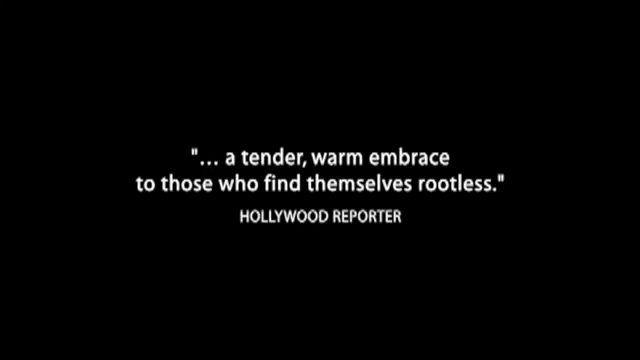 "... a tender, warm embrace
to those who find themselves rootless."
HOLLYWOOD REPORTER